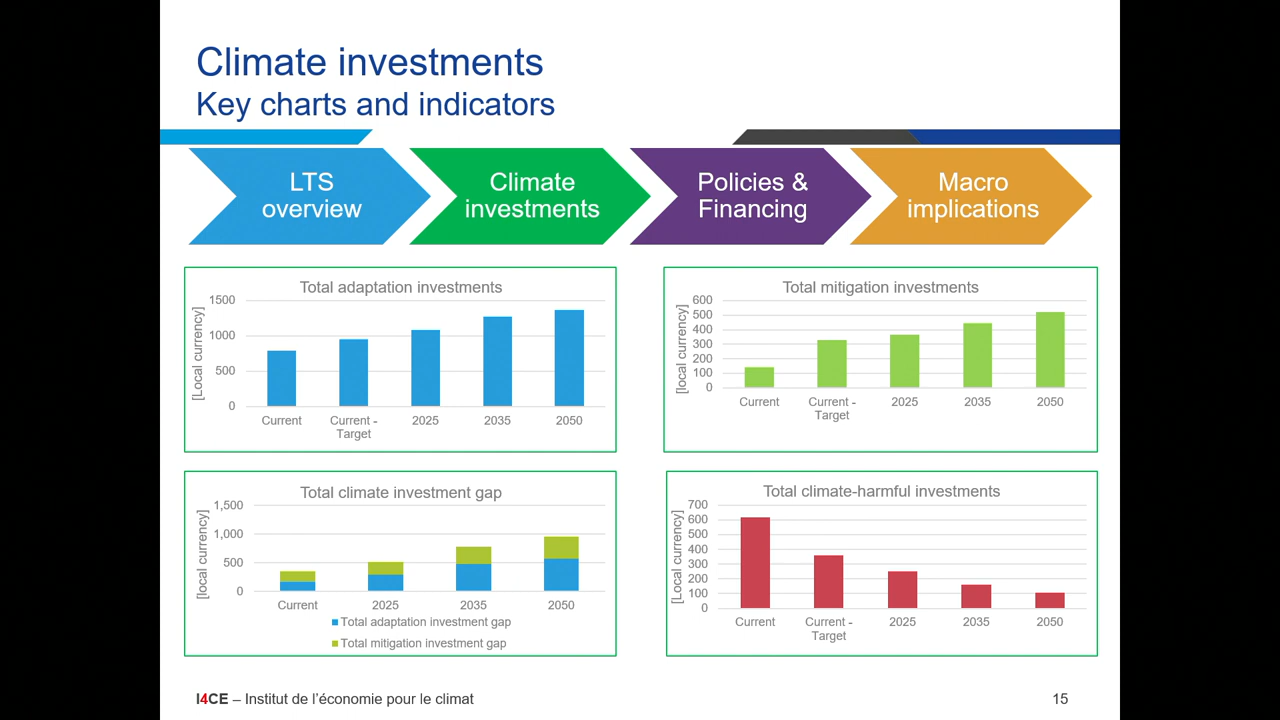 Climate investments
Key charts and indicators
LTS
overview
Climate
investments
Policies &
Financing
Macro
implications
Total adaptation investments
[Local currency]
1500
1000
500
0
Current
Current -
Target
2025
2035
2050
Total mitigation investments
[local currency]
600
500
400
300
200
100
0
Current
Current -
Target
2025
2035
2050
Total climate investment gap
[local currency]
1,500
1,000
500
0
Current
2025
2035
2050
Total adaptation investment gap
Total mitigation investment gap
Total climate-harmful investments
[Local currency]
700
600
500
400
300
200
100
0
Current
Current -
Target
2025
2035
2050
I4CE – Institut de l’économie pour le climat
15